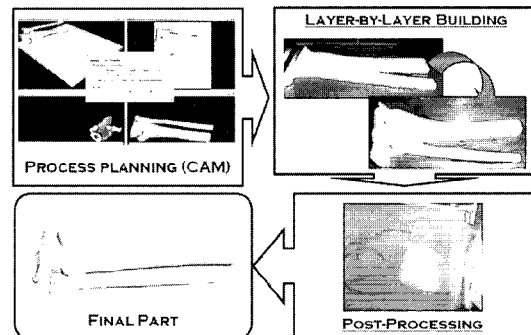 LAYER-BY-LAYER BUILDING
PROCESS PLANNING (CAM)
FINAL PART
POST-PROCESSING